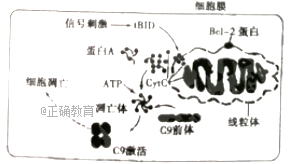 细胞膜
信号刺激 tBID
Bcl-2蛋白
蛋白A
CytC
细胞凋亡
ATP
@正确教育
凋亡体
C9前体
线粒体
C9激活